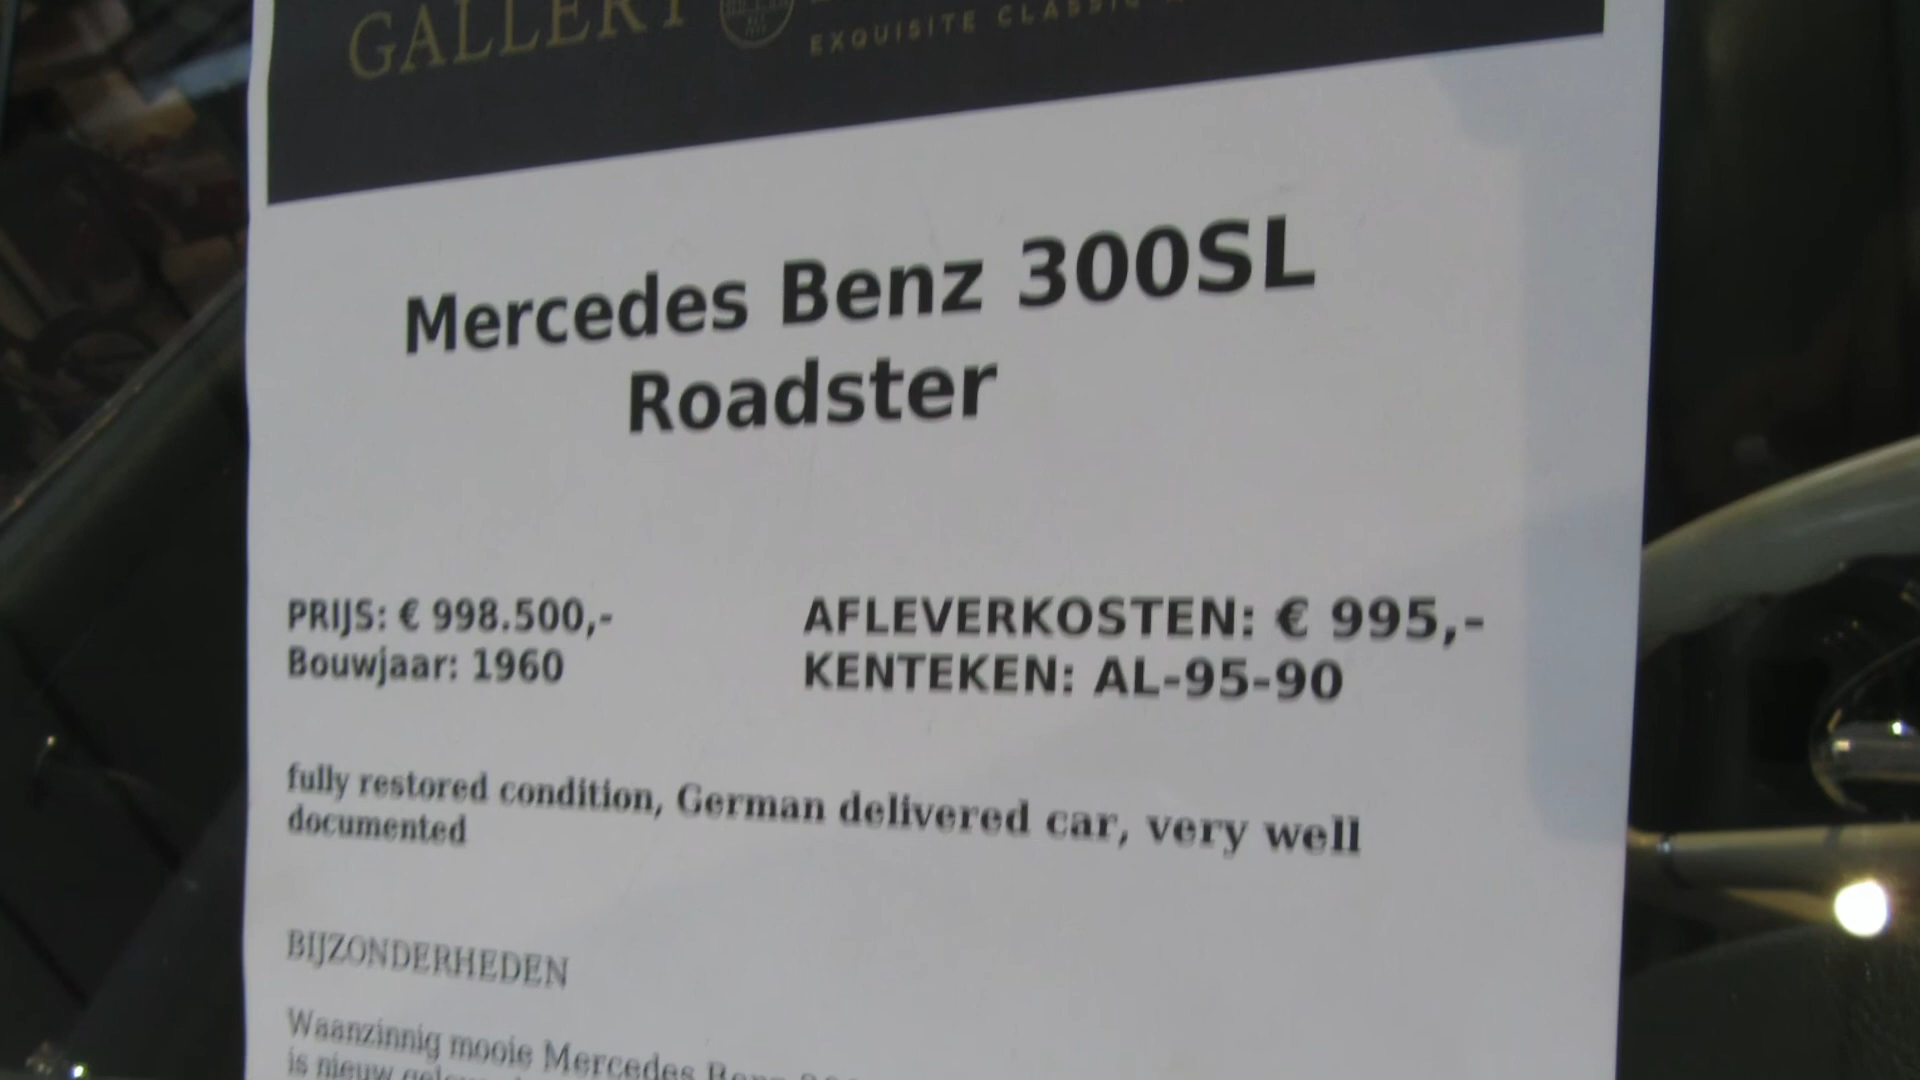 GALLERY
EXQUISITE CLASSIC
Mercedes Benz 300SL
Roadster
PRIJS: € 998.500,-
AFLEVERKOSTEN: € 995,-
Bouwjaar: 1960
KENTEKEN: AL-95-90
fully restored condition, German delivered car, very well
documented
BIJZONDERHEDEN
Waanzinnig mooie Mercedes Benz
is nieuw